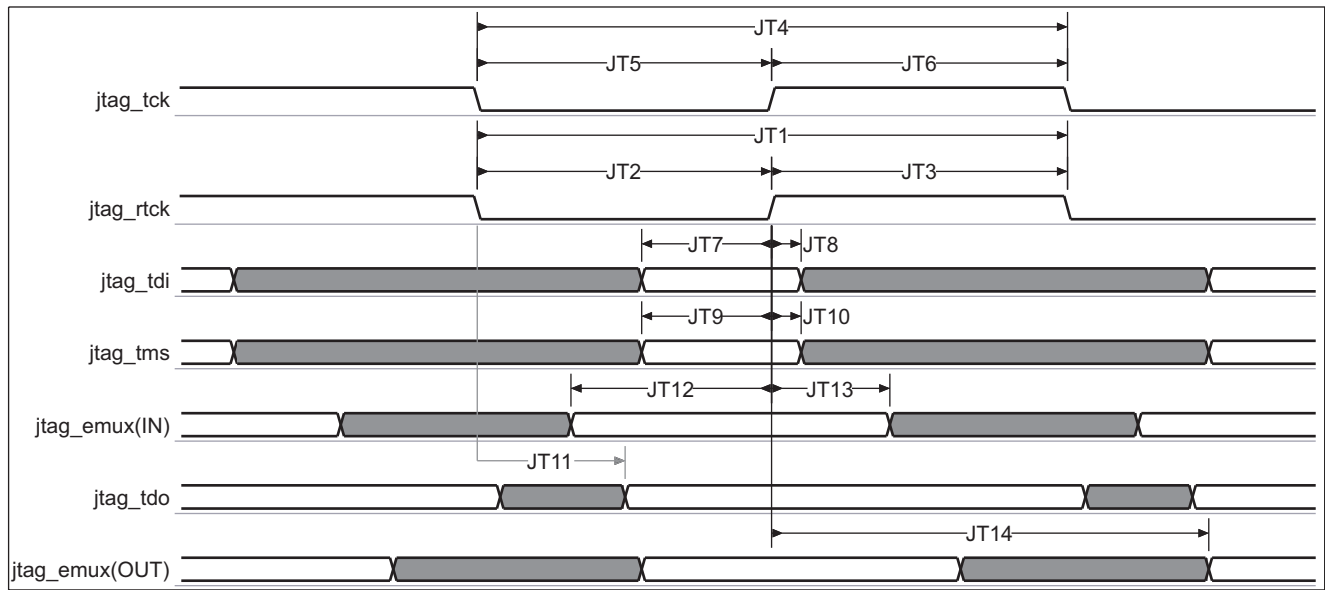 JT4
JT5 JT6
jtag_tck
JT1
JT2 JT3
jtag_rtck
JT7 JT8
jtag_tdi
JT9 JT10
jtag_tms
JT12 JT13
jtag_emux(IN)
JT11
jtag_tdo
JT14
jtag_emux(OUT)